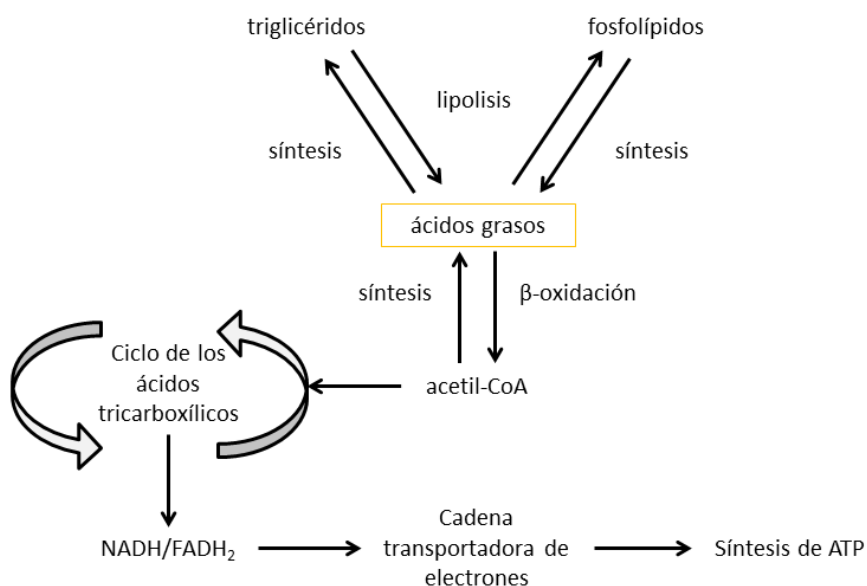 triglicéridos
fosfolípidos
lipolisis
síntesis
síntesis
ácidos grasos
síntesis
β-oxidación
Ciclo de los
ácidos
tricarboxílicos
acetil-CoA
NADH/FADH₂
Cadena
transportadora de
electrones
Síntesis de ATP